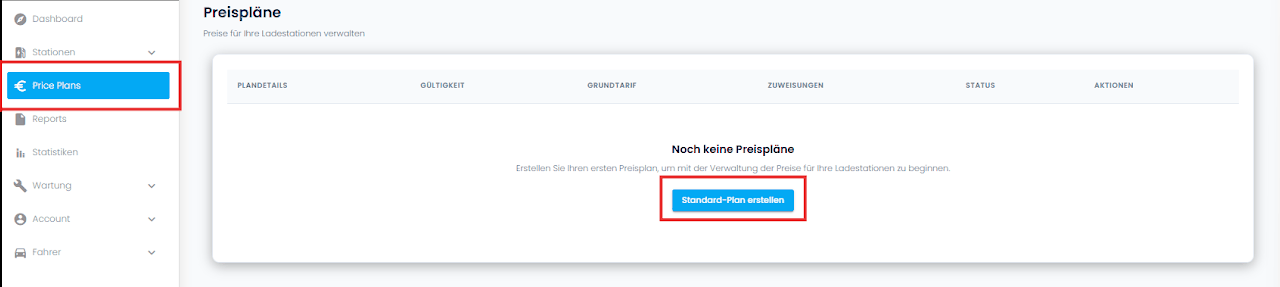 Dashboard
Stationen
Price Plans
Reports
Statistiken
Wartung
Account
Fahrer
Preispläne
Preise für Ihre Ladestationen verwalten
PLANDETAILS GÜLTIGKEIT GRUNDTARIF ZUWEISUNGEN STATUS AKTIONEN
Noch keine Preispläne
Erstellen Sie Ihren ersten Preisplan, um mit der Verwaltung der Preise für Ihre Ladestationen zu beginnen.
Standard-Plan erstellen